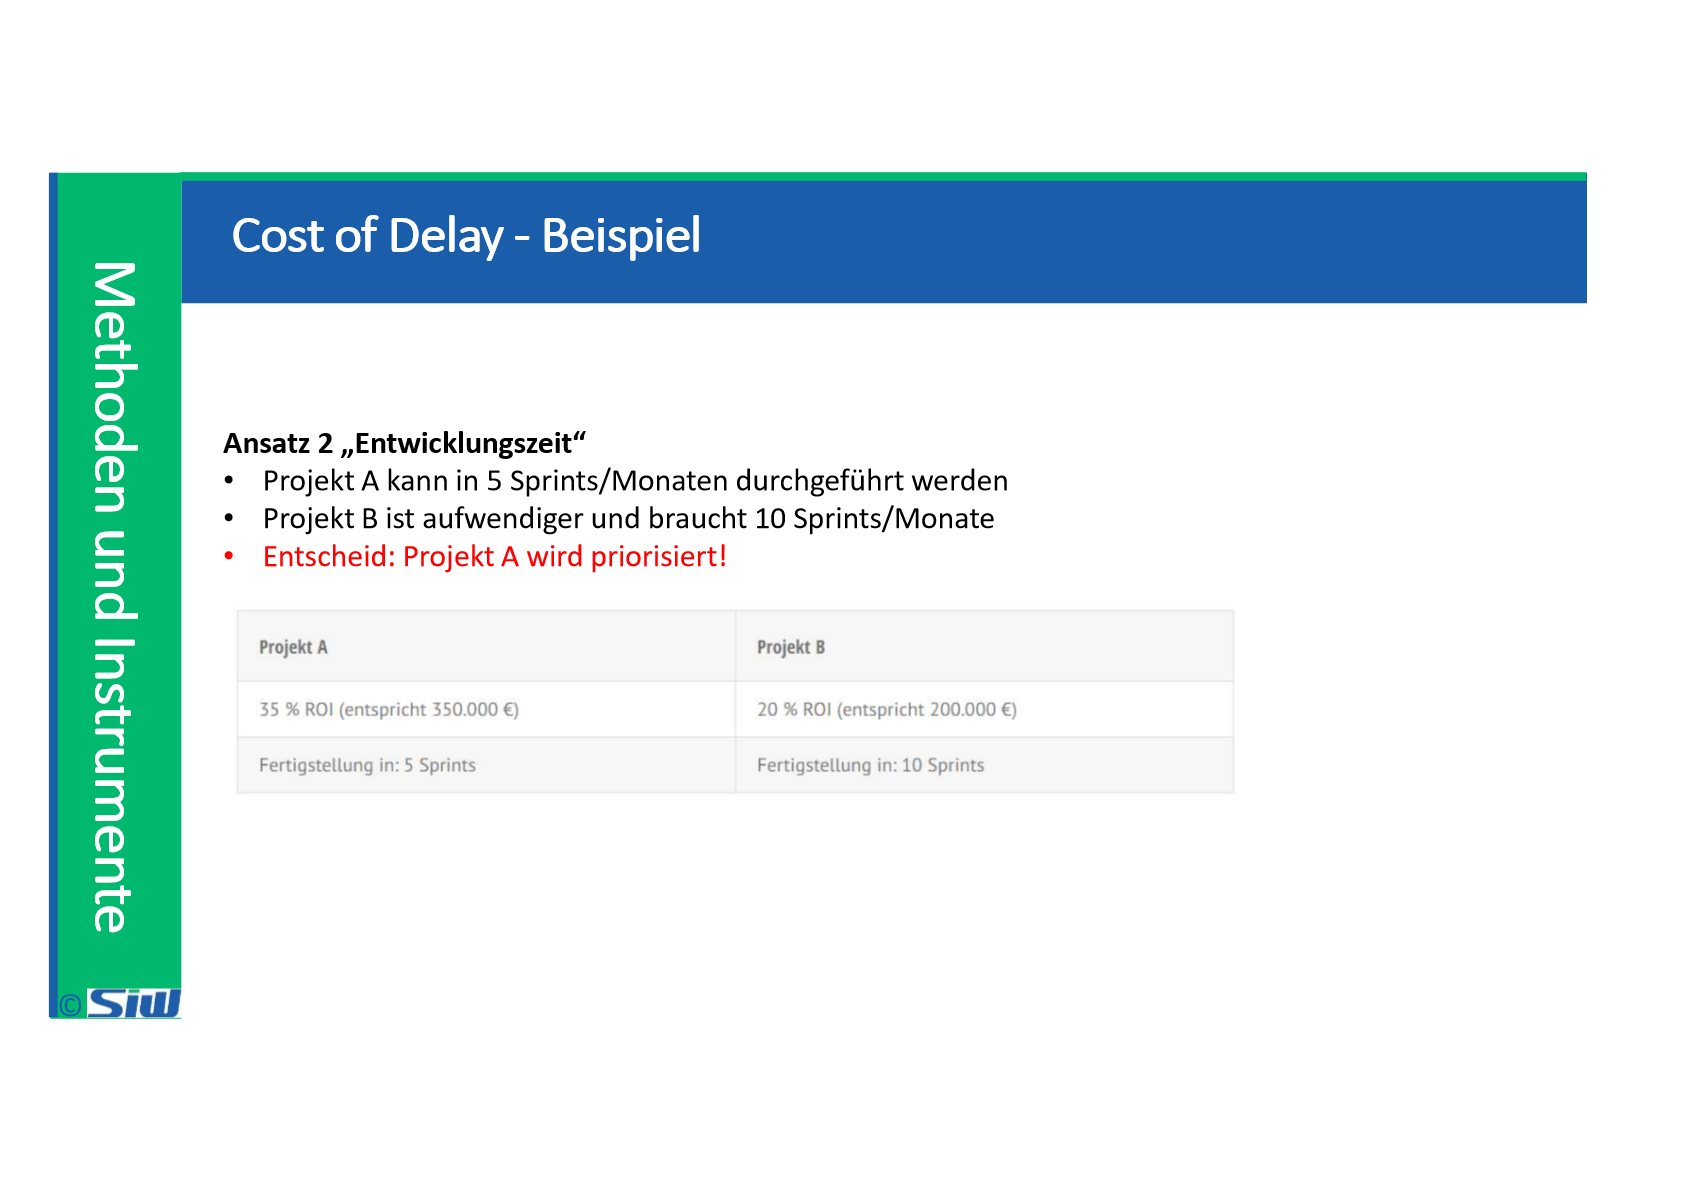 Cost of Delay - Beispiel
Methoden und Instrumente
Ansatz 2 „Entwicklungszeit“
• Projekt A kann in 5 Sprints/Monaten durchgeführt werden
• Projekt B ist aufwendiger und braucht 10 Sprints/Monate
• Entscheid: Projekt A wird priorisiert!
Projekt A Projekt B
35 % ROI (entspricht 350.000 €) 20 % ROI (entspricht 200.000 €)
Fertigstellung in: 5 Sprints Fertigstellung in: 10 Sprints
© SiW